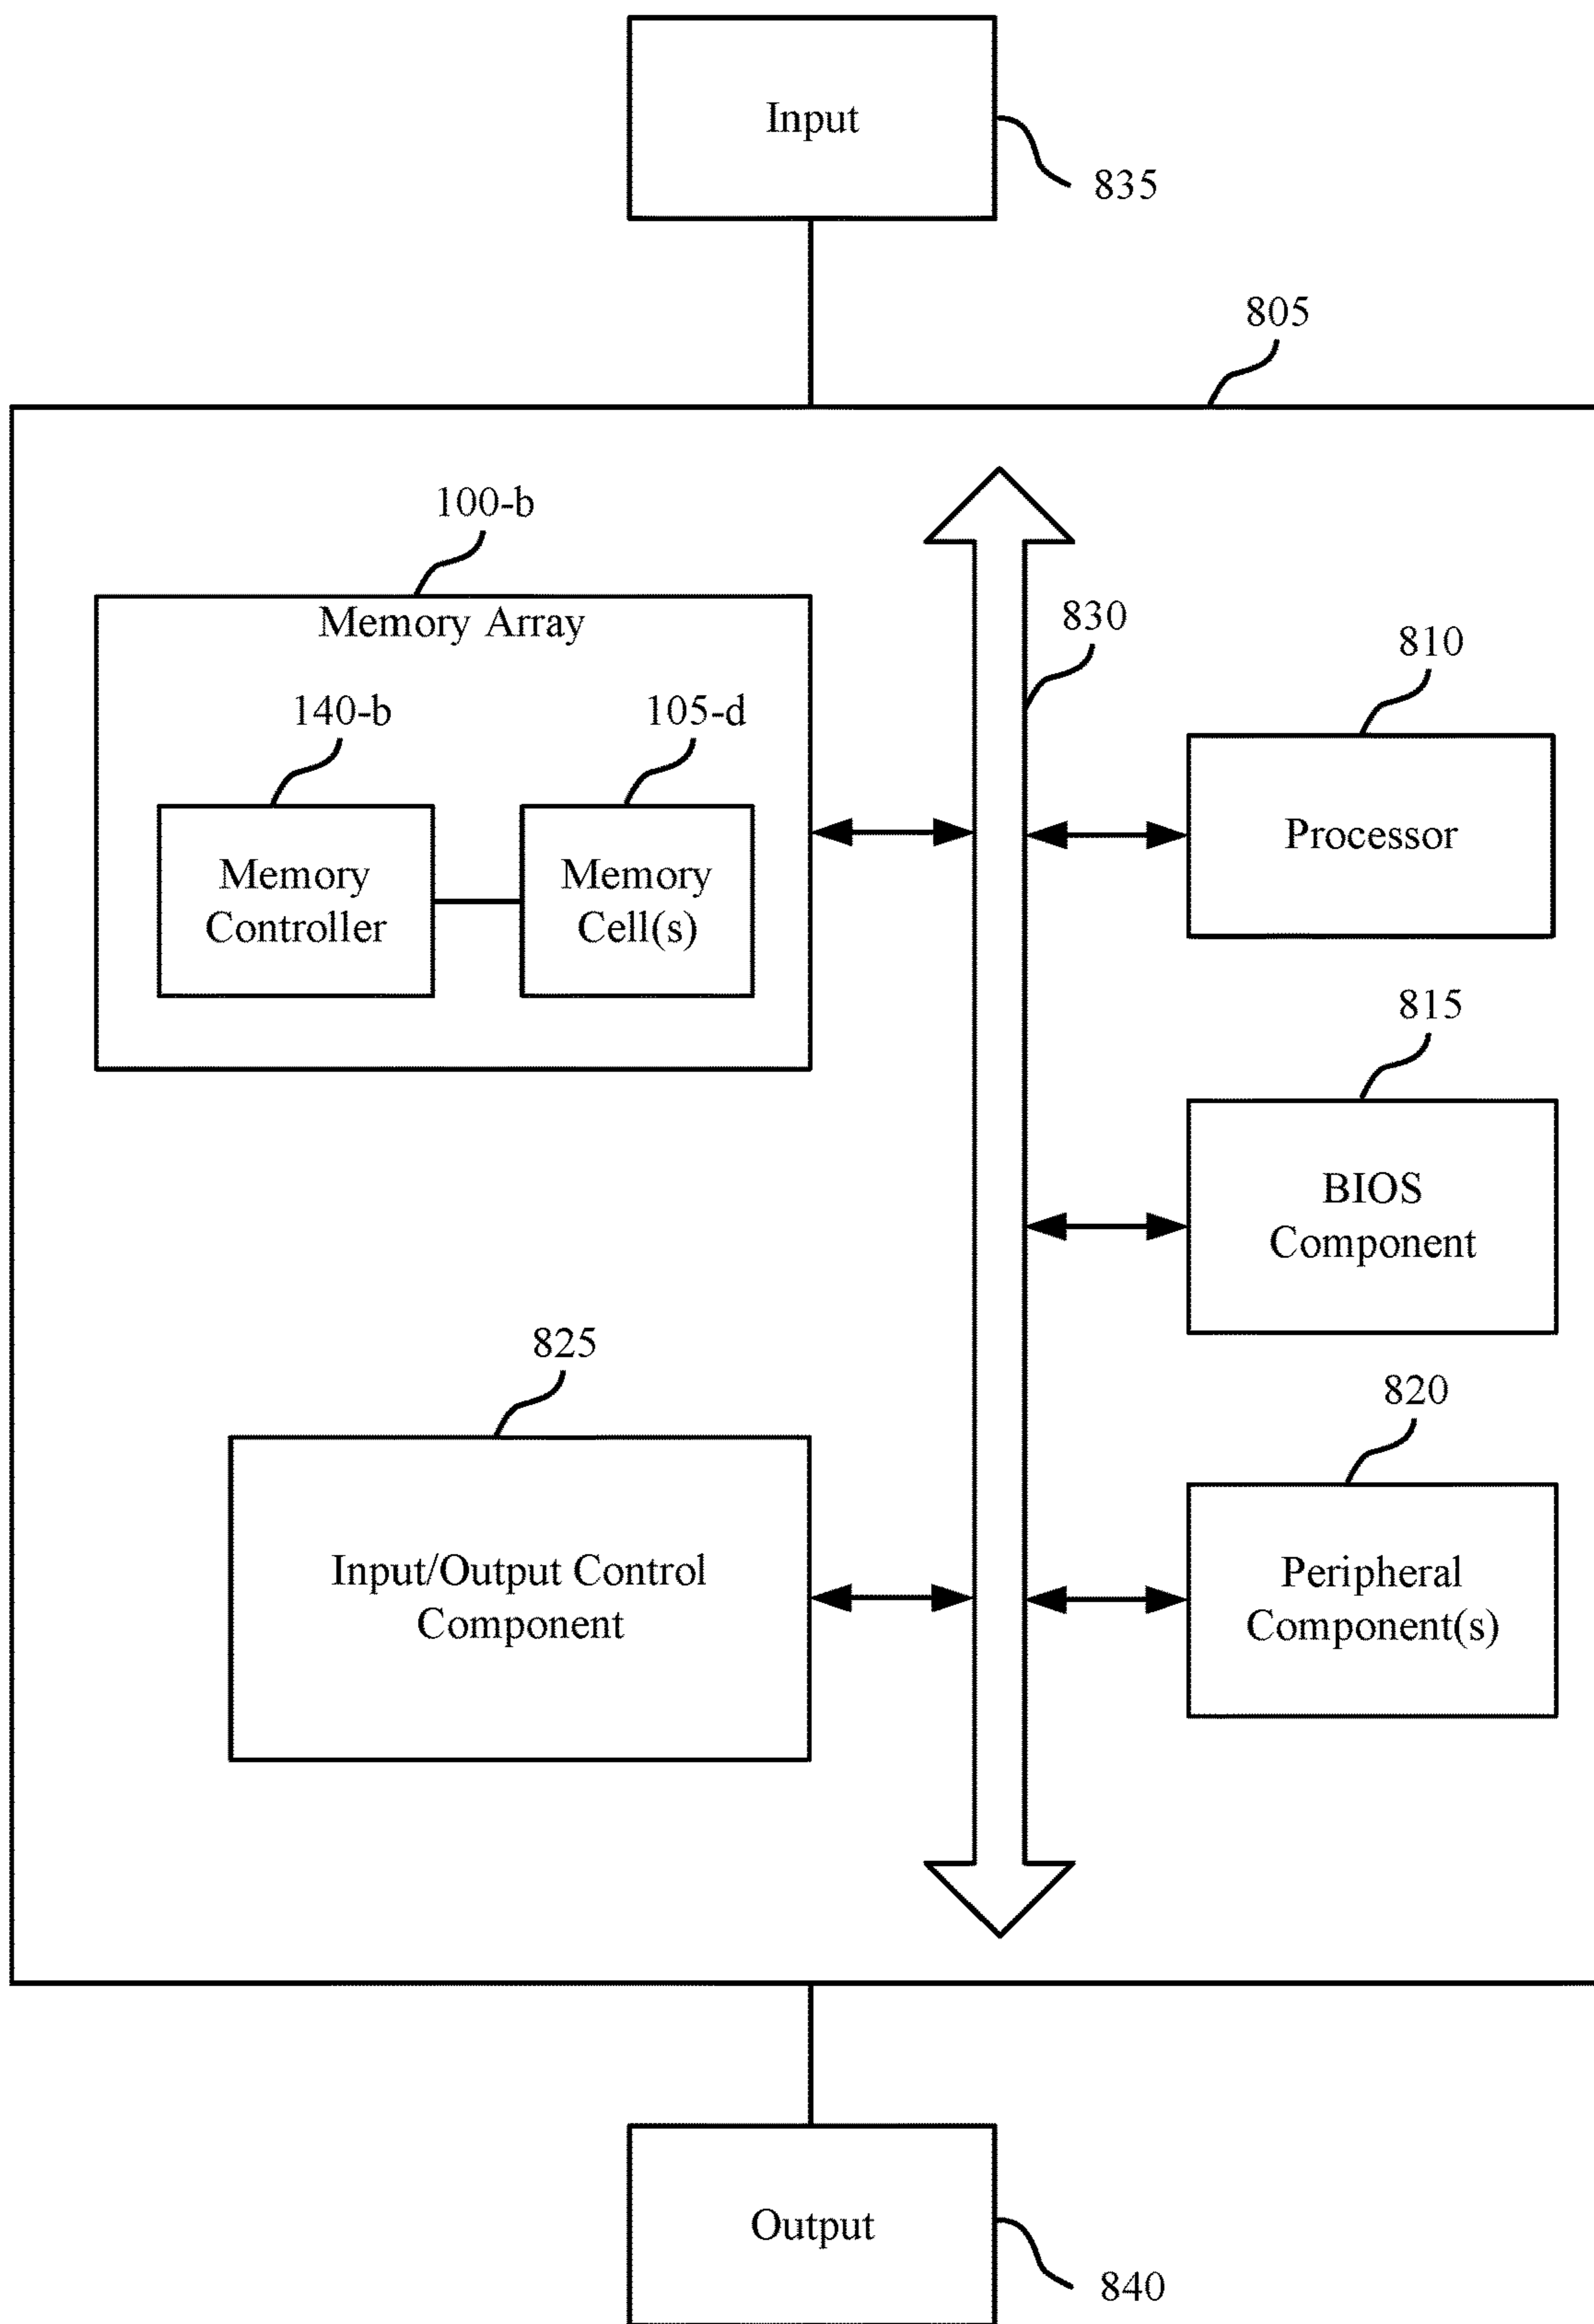 Input
835
805
100-b
Memory Array
830
810
140-b
105-d
Processor
Memory
Controller
Memory
Cell(s)
815
BIOS
Component
825
820
Input/Output Control
Component
Peripheral
Component(s)
Output
840